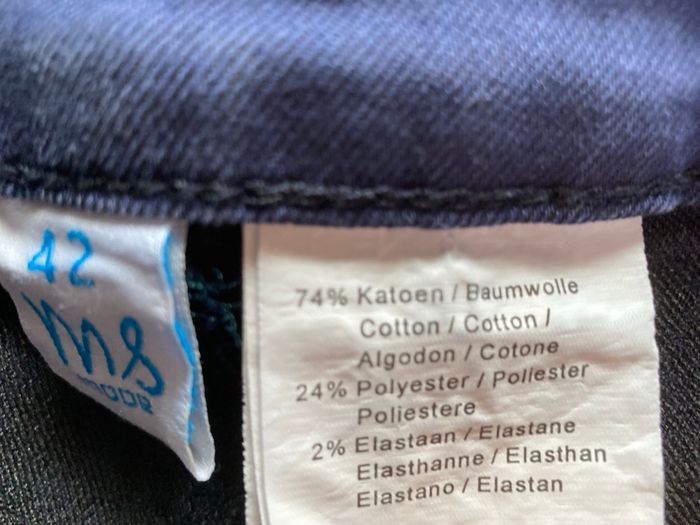 42
ms
MODE
74% Katoen / Baumwolle
Cotton / Cotton /
Algodon / Cotone
24% Polyester / Poliester
Poliestere
2% Elastaan / Elastane
Elasthanne / Elasthan
Elastano / Elastan